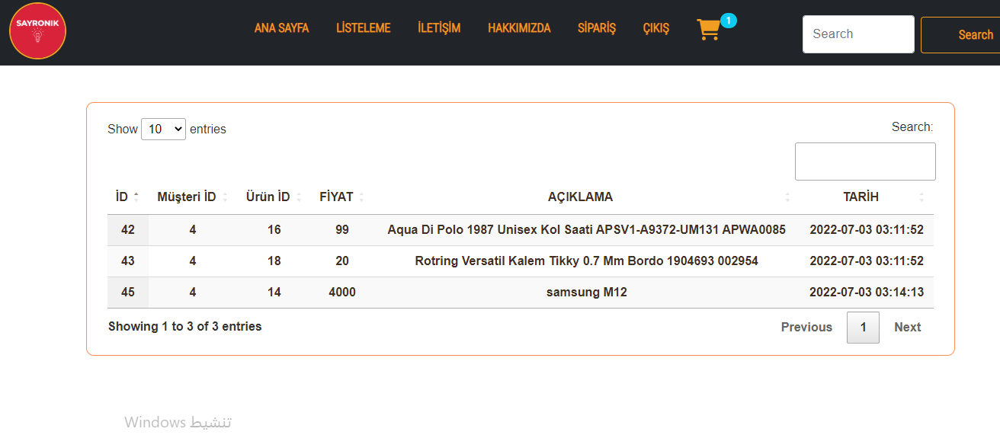 SAYRONIK
ANA SAYFA LİSTELEME İLETİŞİM HAKKIMIZDA SİPARİŞ ÇIKIŞ 1 Search Search
Show 10 entries Search:
İD Müşteri İD Ürün İD FİYAT AÇIKLAMA TARİH
42 4 16 99 Aqua Di Polo 1987 Unisex Kol Saati APSV1-A9372-UM131 APWA0085 2022-07-03 03:11:52
43 4 18 20 Rotring Versatil Kalem Tikky 0.7 Mm Bordo 1904693 002954 2022-07-03 03:11:52
45 4 14 4000 samsung M12 2022-07-03 03:14:13
Showing 1 to 3 of 3 entries Previous 1 Next
تنشيط Windows